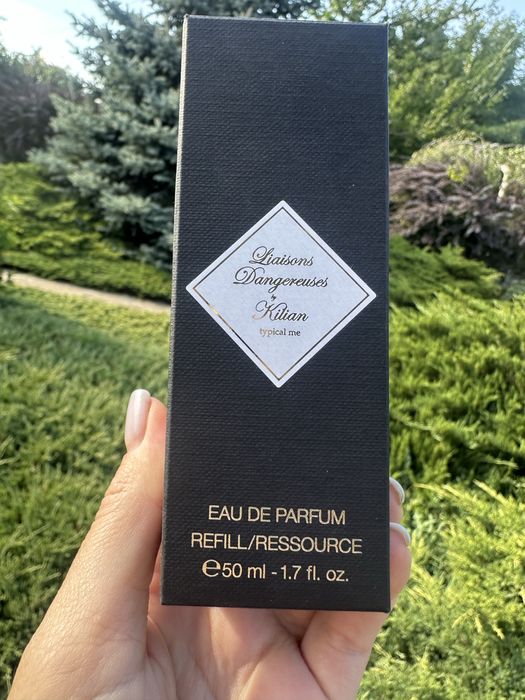 Liaisons
Dangereuses
by
Kilian
typical me
EAU DE PARFUM
REFILL/RESSOURCE
℮50 ml - 1.7 fl. oz.